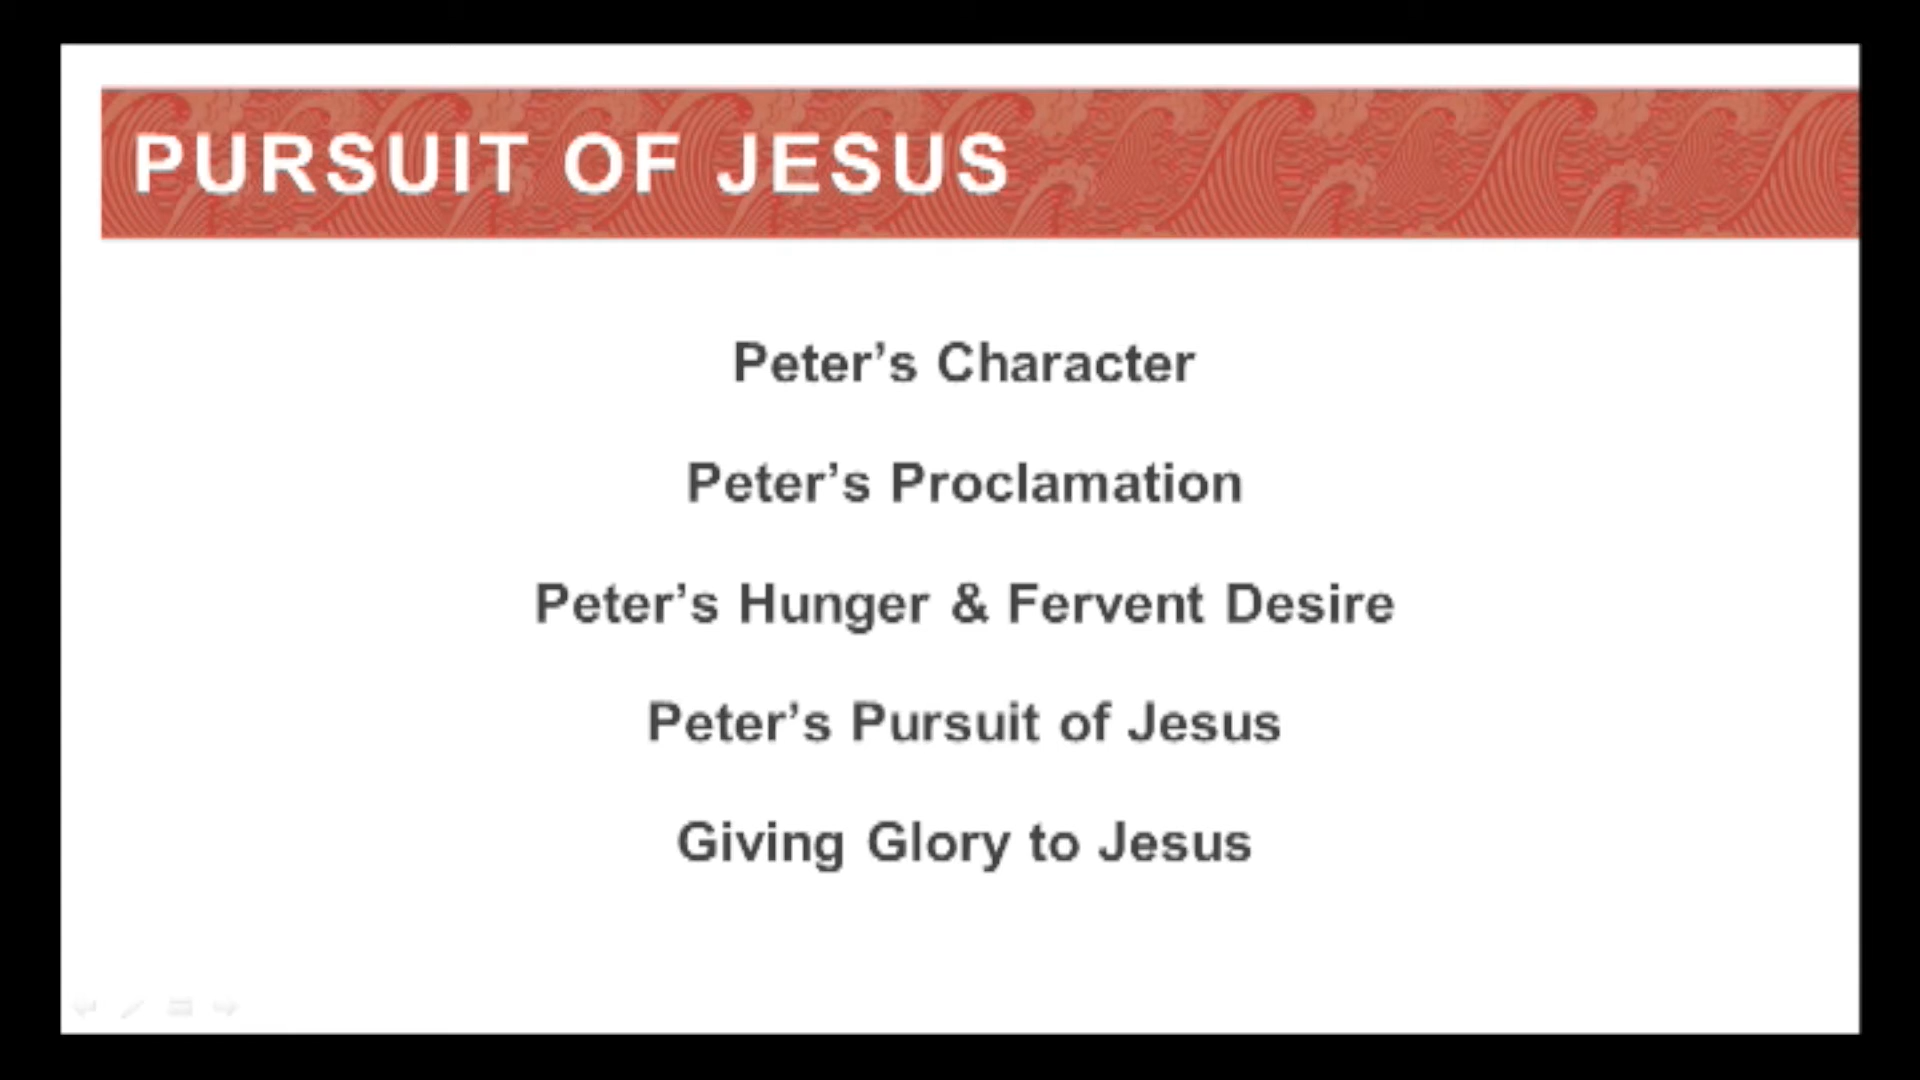 PURSUIT OF JESUS
Peter’s Character
Peter’s Proclamation
Peter’s Hunger & Fervent Desire
Peter’s Pursuit of Jesus
Giving Glory to Jesus